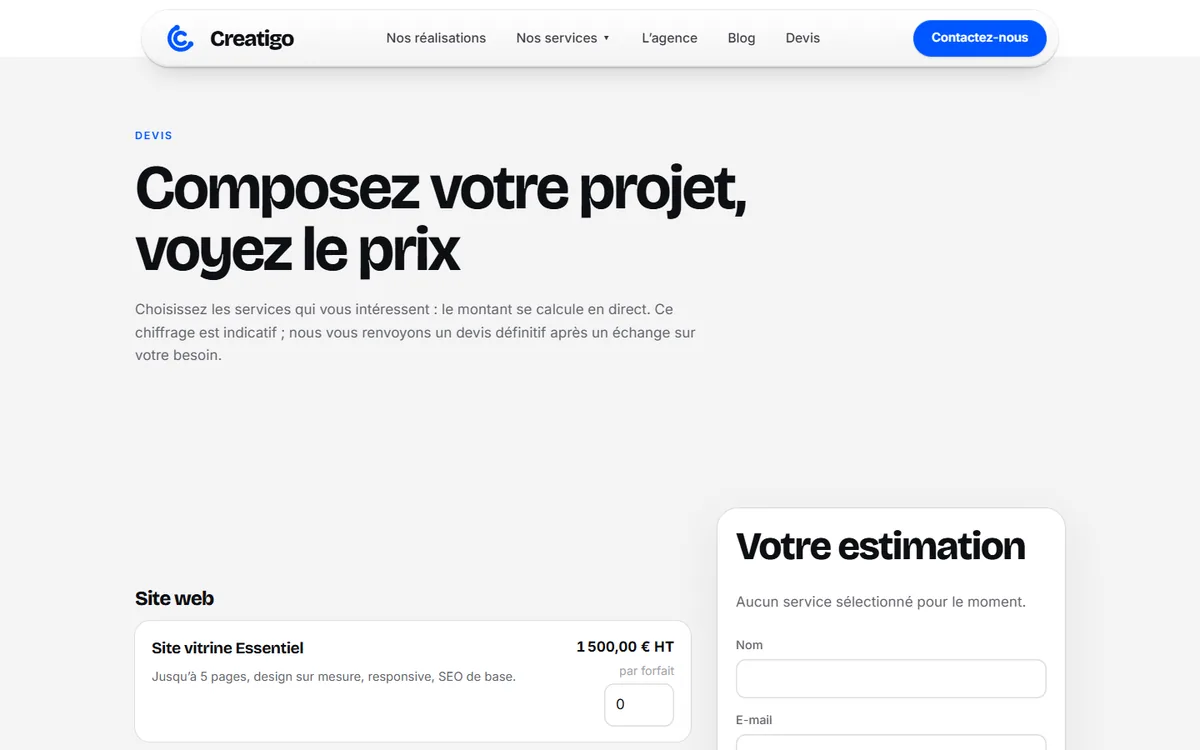 Creatigo
Nos réalisations
Nos services ▾
L’agence
Blog
Devis
Contactez-nous
DEVIS
Composez votre projet,
voyez le prix
Choisissez les services qui vous intéressent : le montant se calcule en direct. Ce
chiffrage est indicatif ; nous vous renvoyons un devis définitif après un échange sur
votre besoin.
Site web
Site vitrine Essentiel
Jusqu’à 5 pages, design sur mesure, responsive, SEO de base.
1 500,00 € HT
par forfait
0
Votre estimation
Aucun service sélectionné pour le moment.
Nom
E-mail